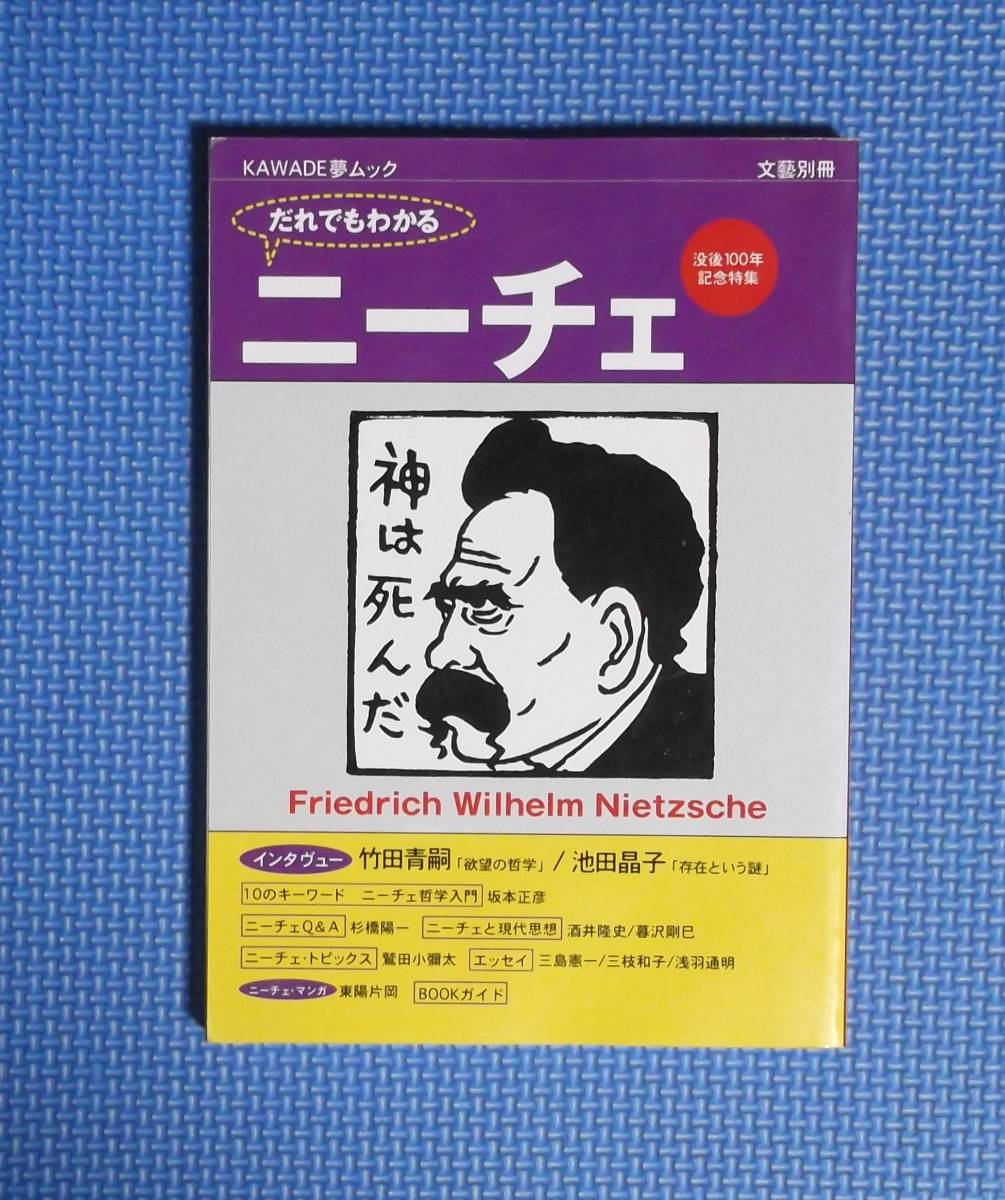 KAWADE夢ムック 文藝別冊
だれでもわかる
ニーチェ
没後100年
記念特集
神は死んだ
Friedrich Wilhelm Nietzsche
インタヴュー 竹田青嗣「欲望の哲学」/池田晶子「存在という謎」
10のキーワード ニーチェ哲学入門 坂本正彦
ニーチェQ&A 杉橋陽一 ニーチェと現代思想 酒井隆史/暮沢剛巳
ニーチェ・トピックス 鷲田小彌太 エッセイ 三島憲一/三枝和子/浅羽通明
ニーチェ・マンガ 東陽片岡 BOOKガイド